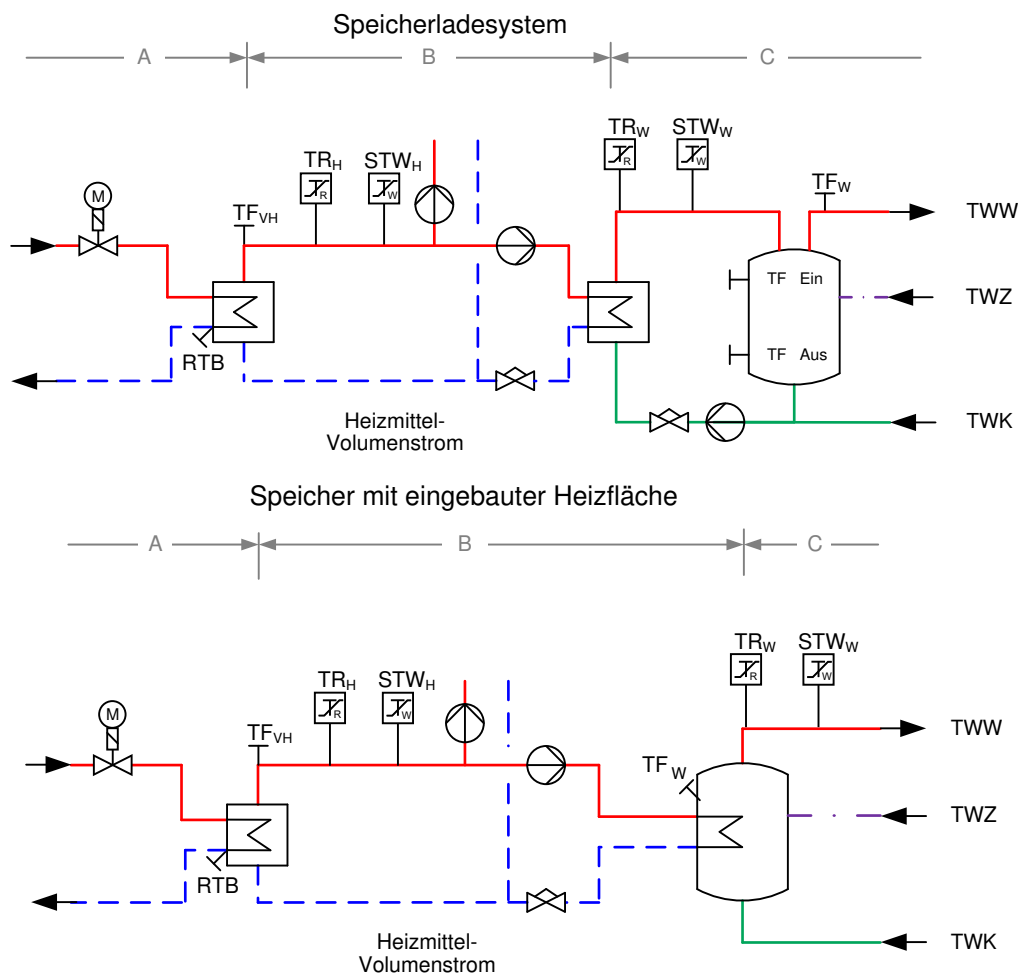 Speicherladesystem
A
B
C
TRH
STWH
TRW
STWW
R
W
R
W
M
TFVH
TFW
TWW
TF Ein
TWZ
RTB
TF Aus
Heizmittel-
Volumenstrom
TWK
Speicher mit eingebauter Heizfläche
A
B
C
TRH
STWH
TRW
STWW
R
W
R
W
M
TFVH
TWW
TFW
TWZ
RTB
Heizmittel-
Volumenstrom
TWK